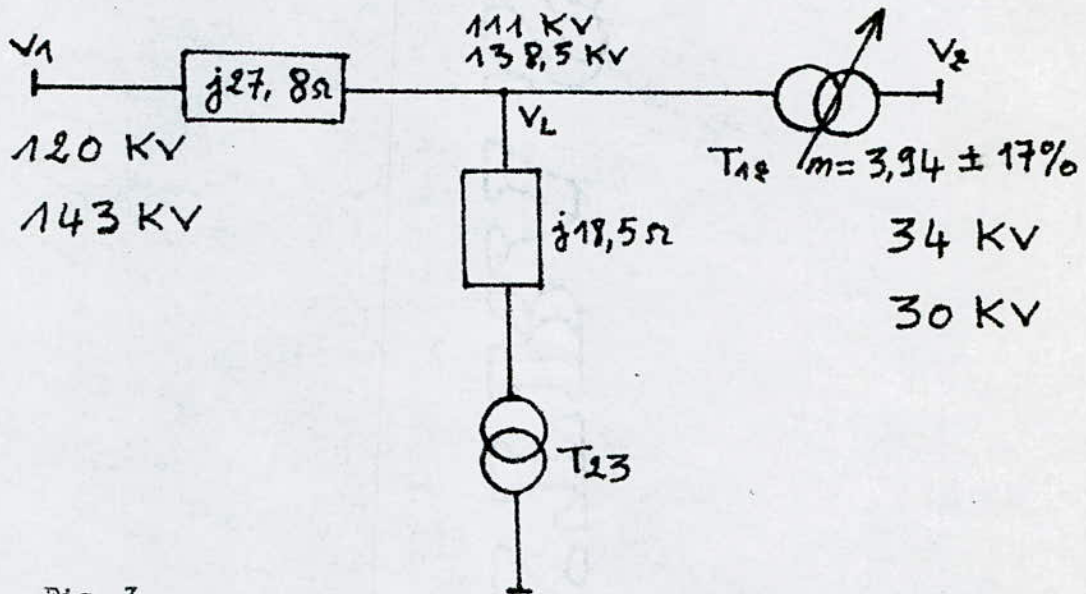 111 KV
138,5 KV
V1
j27, 8Ω
V2
VL
120 KV
T12 m= 3,94 ± 17%
143 KV
j18,5 Ω
34 KV
30 KV
T23